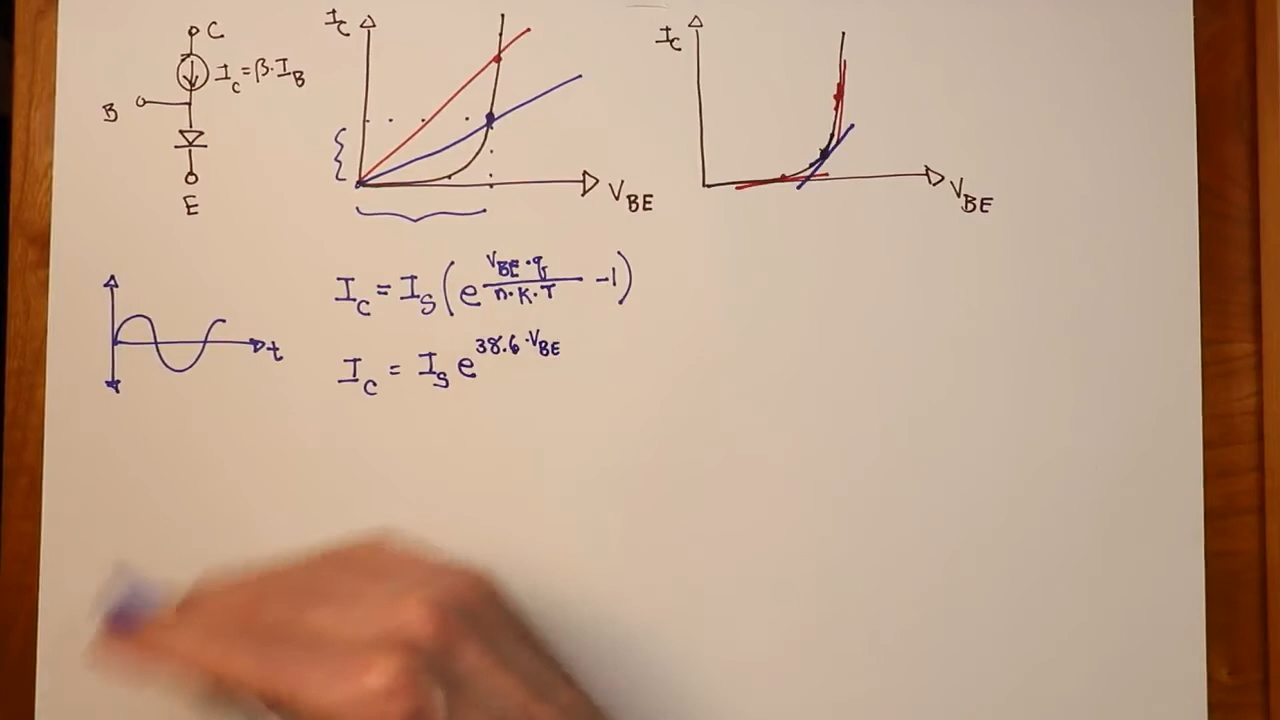 C
I_C = β · I_B
B
E
I_C
V_BE
I_C
V_BE
I_C = I_S (e^(V_BE · q / n · K · T) - 1)
I_C = I_S e^(38.6 · V_BE)
t